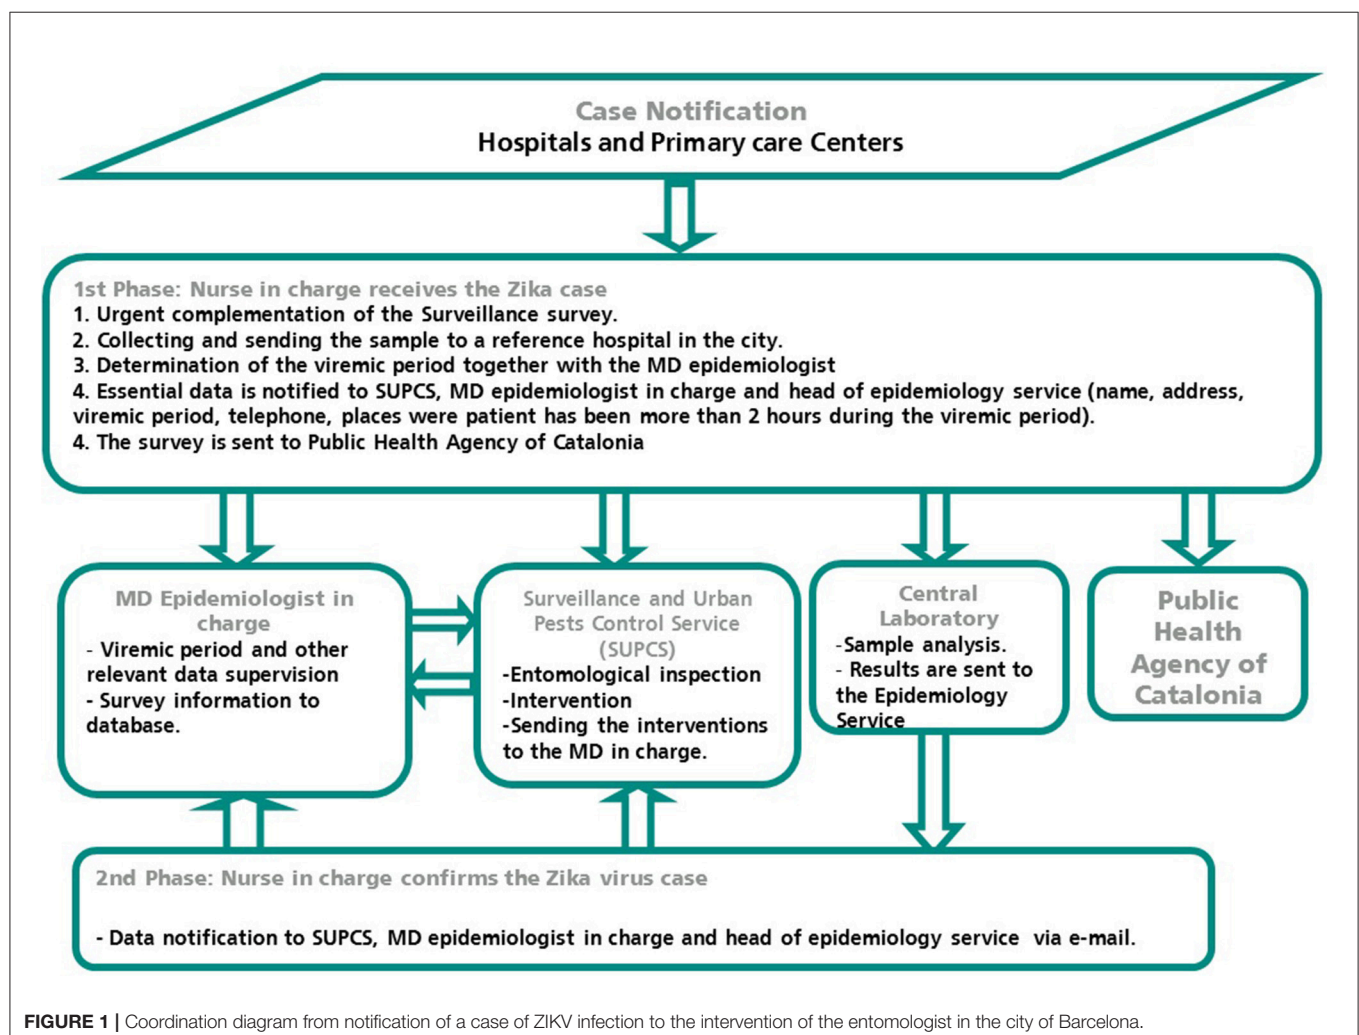 Case Notification
Hospitals and Primary care Centers
1st Phase: Nurse in charge receives the Zika case
1. Urgent complementation of the Surveillance survey.
2. Collecting and sending the sample to a reference hospital in the city.
3. Determination of the viremic period together with the MD epidemiologist
4. Essential data is notified to SUPCS, MD epidemiologist in charge and head of epidemiology service (name, address,
viremic period, telephone, places were patient has been more than 2 hours during the viremic period).
4. The survey is sent to Public Health Agency of Catalonia
MD Epidemiologist in
charge
- Viremic period and other
relevant data supervision
- Survey information to
database.
Surveillance and Urban
Pests Control Service
(SUPCS)
-Entomological inspection
-Intervention
-Sending the interventions
to the MD in charge.
Central
Laboratory
-Sample analysis.
- Results are sent to
the Epidemiology
Service
Public
Health
Agency of
Catalonia
2nd Phase: Nurse in charge confirms the Zika virus case
- Data notification to SUPCS, MD epidemiologist in charge and head of epidemiology service via e-mail.
FIGURE 1 | Coordination diagram from notification of a case of ZIKV infection to the intervention of the entomologist in the city of Barcelona.